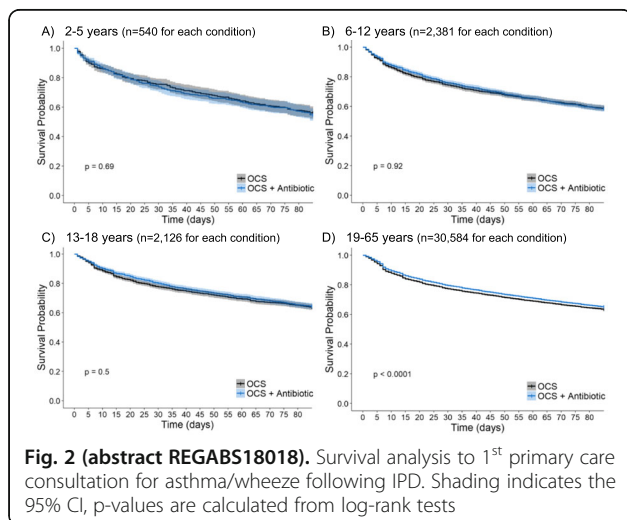 A) 2-5 years (n=540 for each condition)
Survival Probability
1.0
0.8
0.6
0.4
0.2
0.0
p = 0.69
OCS
OCS + Antibiotic
0 5 10 15 20 25 30 35 40 45 50 55 60 65 70 75 80
Time (days)
B) 6-12 years (n=2,381 for each condition)
Survival Probability
1.0
0.8
0.6
0.4
0.2
0.0
p = 0.92
OCS
OCS + Antibiotic
0 5 10 15 20 25 30 35 40 45 50 55 60 65 70 75 80
Time (days)
C) 13-18 years (n=2,126 for each condition)
Survival Probability
1.0
0.8
0.6
0.4
0.2
0.0
p = 0.5
OCS
OCS + Antibiotic
0 5 10 15 20 25 30 35 40 45 50 55 60 65 70 75 80
Time (days)
D) 19-65 years (n=30,584 for each condition)
Survival Probability
1.0
0.8
0.6
0.4
0.2
0.0
p < 0.0001
OCS
OCS + Antibiotic
0 5 10 15 20 25 30 35 40 45 50 55 60 65 70 75 80
Time (days)
Fig. 2 (abstract REGABS18018). Survival analysis to 1st primary care
consultation for asthma/wheeze following IPD. Shading indicates the
95% CI, p-values are calculated from log-rank tests